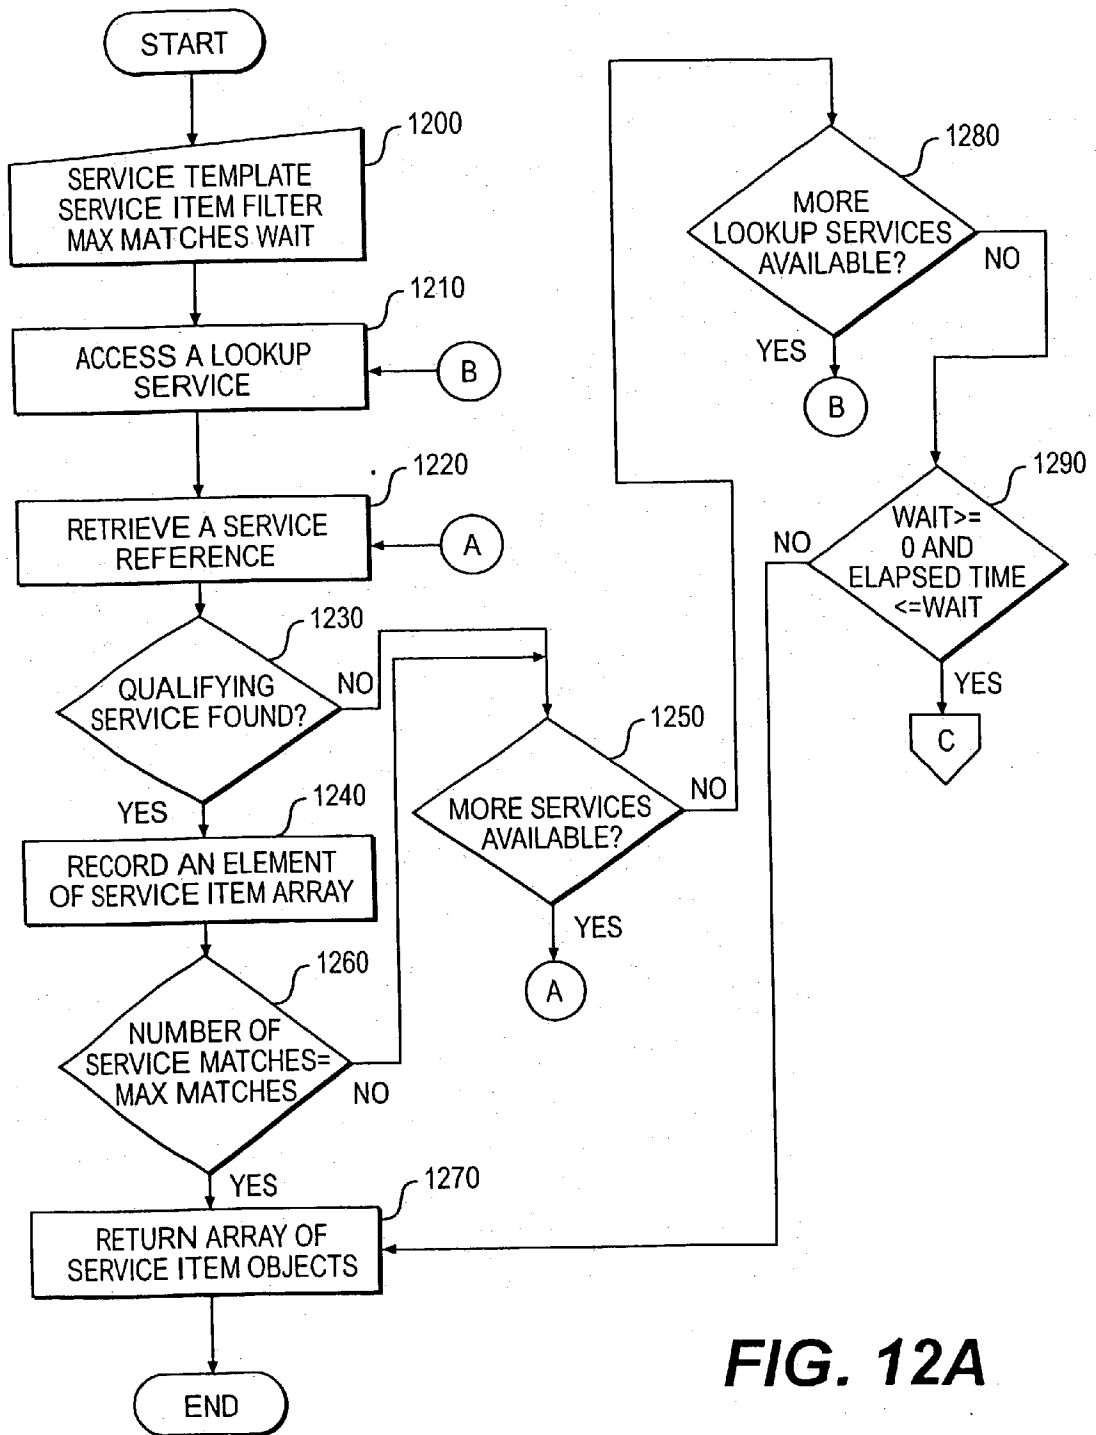 START
1200
SERVICE TEMPLATE
SERVICE ITEM FILTER
MAX MATCHES WAIT
1210
ACCESS A LOOKUP
SERVICE
B
1220
RETRIEVE A SERVICE
REFERENCE
A
1230
QUALIFYING
SERVICE FOUND?
NO
YES
1240
RECORD AN ELEMENT
OF SERVICE ITEM ARRAY
1260
NUMBER OF
SERVICE MATCHES=
MAX MATCHES
NO
YES
1270
RETURN ARRAY OF
SERVICE ITEM OBJECTS
END
1250
MORE SERVICES
AVAILABLE?
NO
YES
A
1280
MORE
LOOKUP SERVICES
AVAILABLE?
NO
YES
B
1290
WAIT>=
0 AND
ELAPSED TIME
<=WAIT
NO
YES
C
FIG. 12A